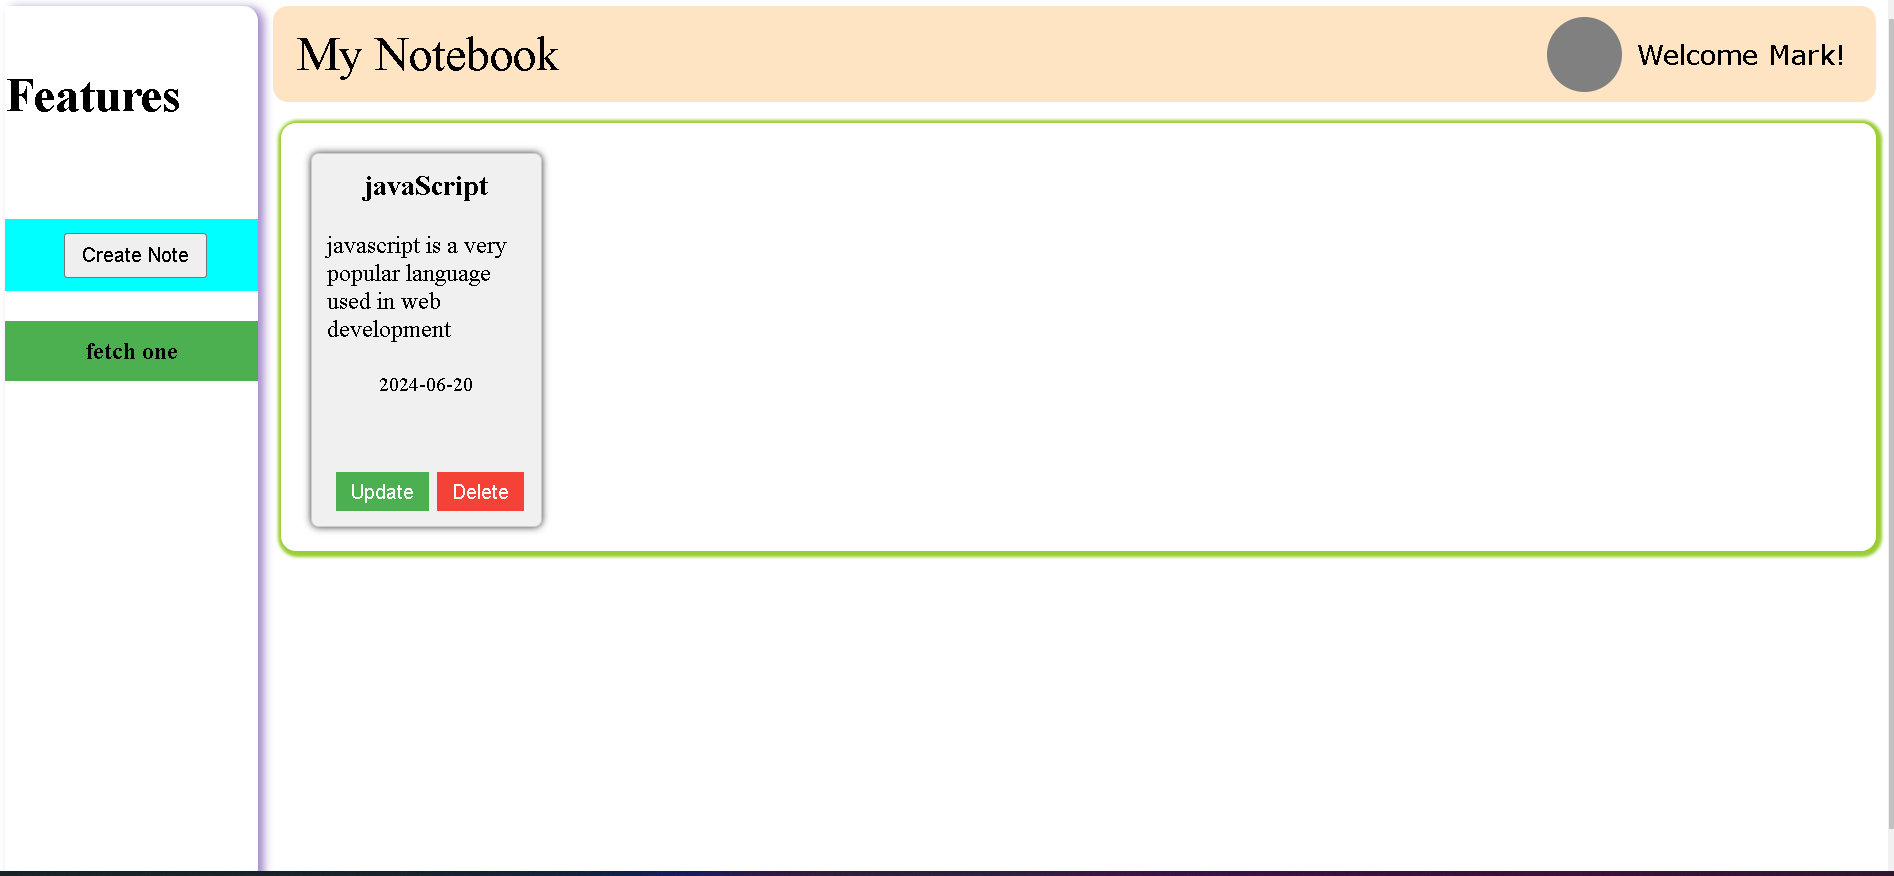 Features
Create Note
fetch one
My Notebook
Welcome Mark!
javaScript
javascript is a very
popular language
used in web
development
2024-06-20
Update Delete